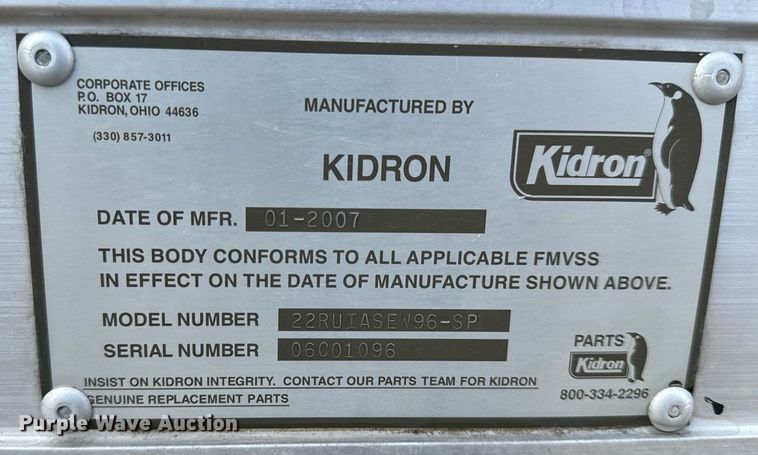 CORPORATE OFFICES
P.O. BOX 17
KIDRON, OHIO 44636
(330) 857-3011
MANUFACTURED BY
KIDRON
Kidron®
DATE OF MFR. 01-2007
THIS BODY CONFORMS TO ALL APPLICABLE FMVSS
IN EFFECT ON THE DATE OF MANUFACTURE SHOWN ABOVE.
MODEL NUMBER 22RUIASEW96-SP
SERIAL NUMBER 06C01096
PARTS
Kidron
800-334-2296
INSIST ON KIDRON INTEGRITY. CONTACT OUR PARTS TEAM FOR KIDRON
GENUINE REPLACEMENT PARTS
Purple Wave Auction